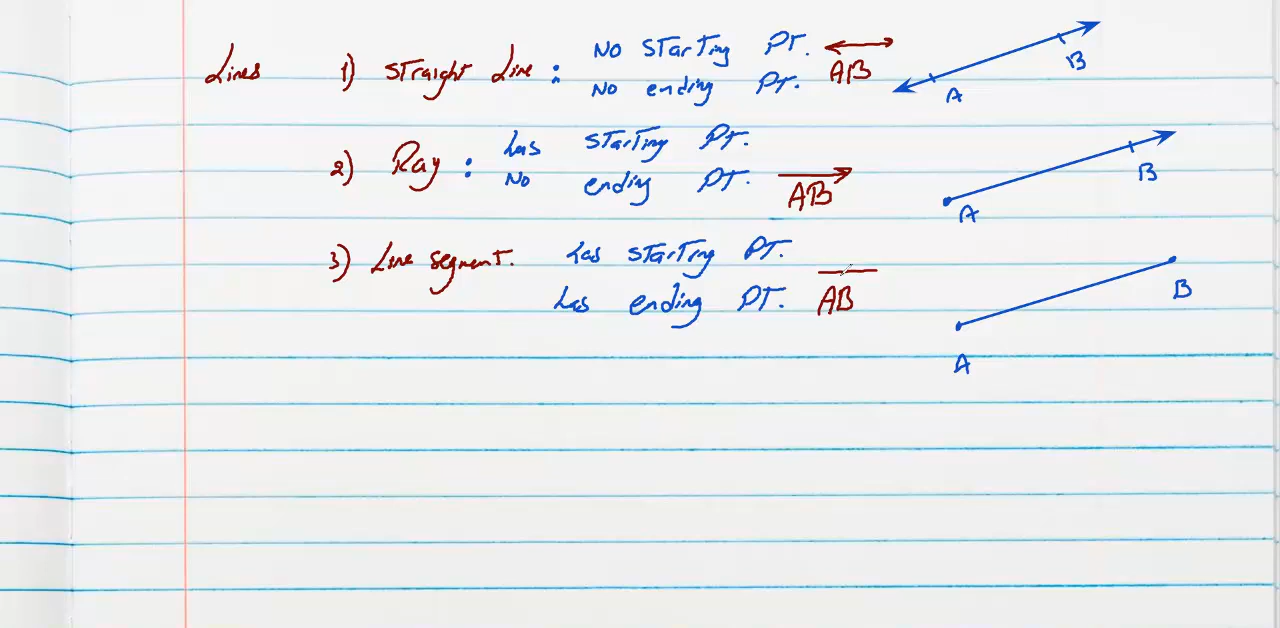 Lines 1) Straight Line : No starting PT. AB
No ending PT.
A B
2) Ray : has starting PT.
No ending PT. AB
A B
3) Line segment. has starting PT.
has ending PT. AB
A B